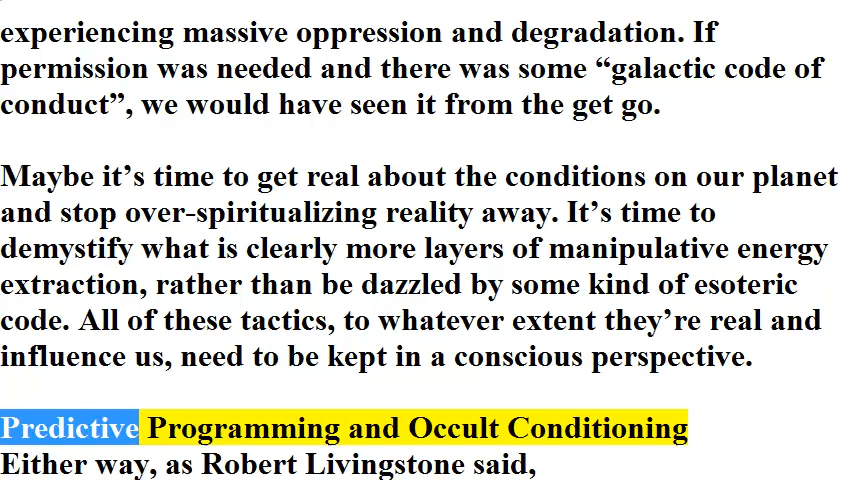 experiencing massive oppression and degradation. If
permission was needed and there was some “galactic code of
conduct”, we would have seen it from the get go.
Maybe it’s time to get real about the conditions on our planet
and stop over-spiritualizing reality away. It’s time to
demystify what is clearly more layers of manipulative energy
extraction, rather than be dazzled by some kind of esoteric
code. All of these tactics, to whatever extent they’re real and
influence us, need to be kept in a conscious perspective.
Predictive Programming and Occult Conditioning
Either way, as Robert Livingstone said,